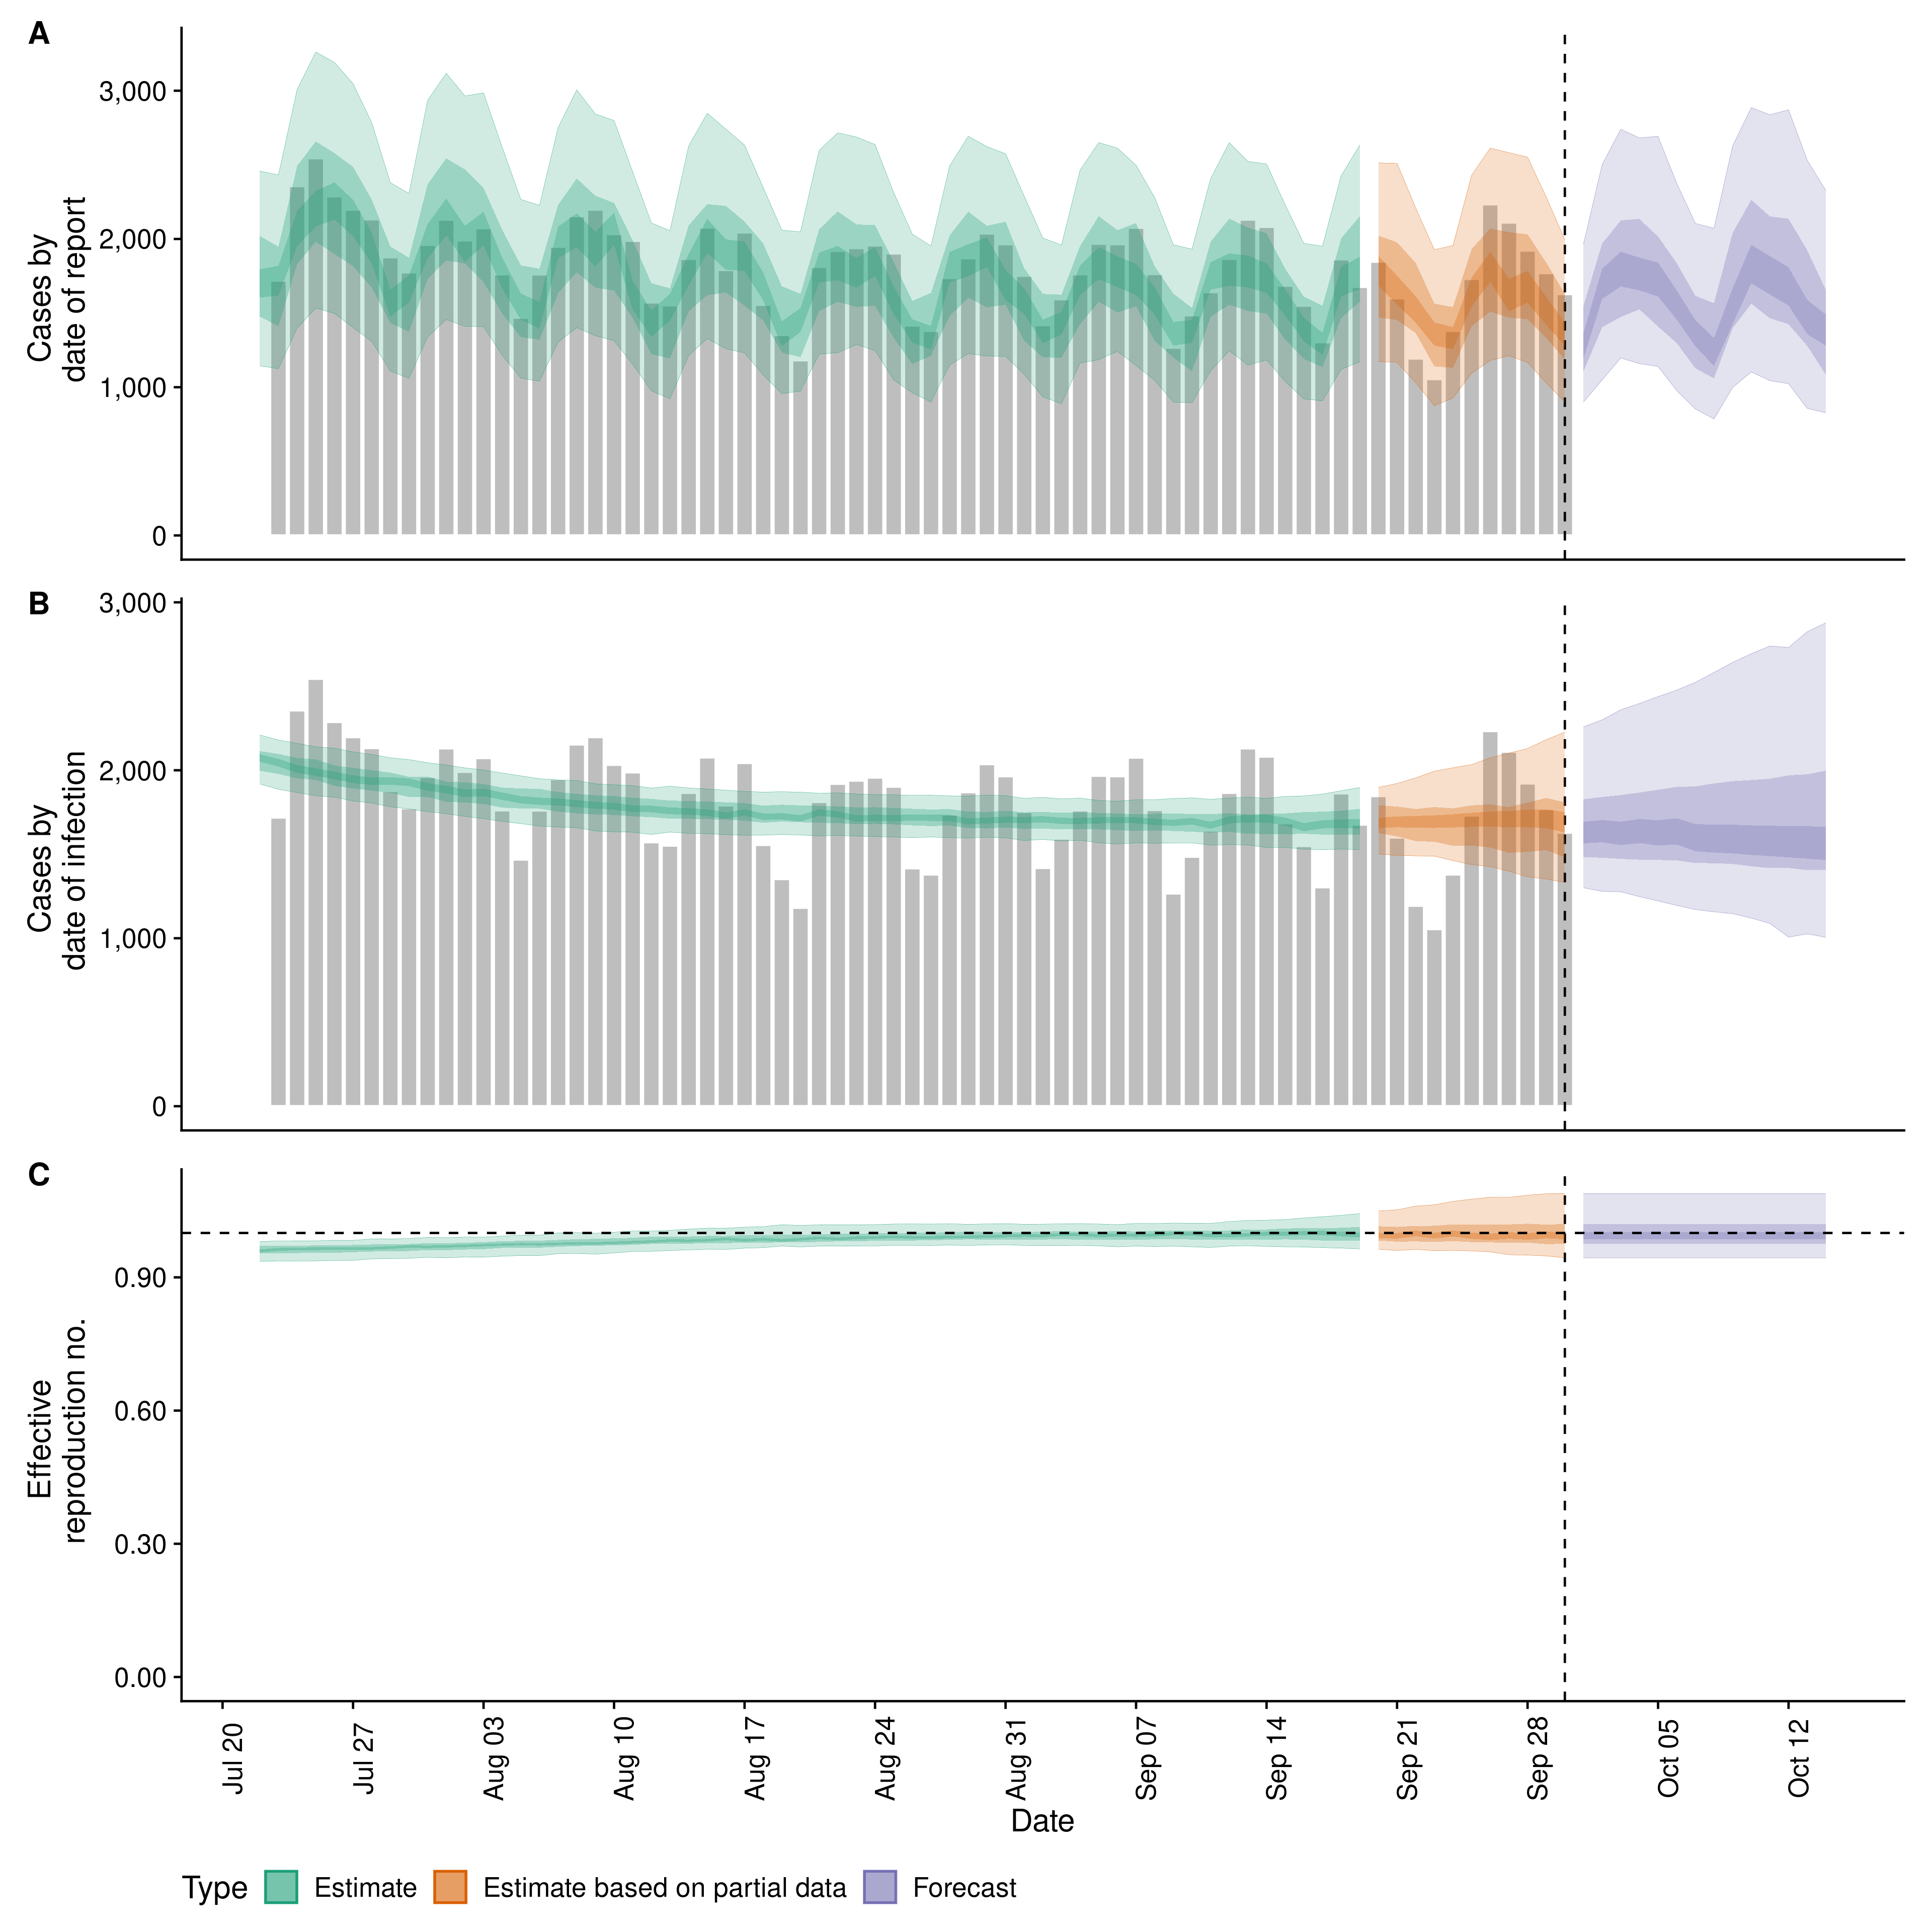 A
Cases by
date of report
3,000
2,000
1,000
0
B
Cases by
date of infection
3,000
2,000
1,000
0
C
Effective
reproduction no.
0.90
0.60
0.30
0.00
Jul 20
Jul 27
Aug 03
Aug 10
Aug 17
Aug 24
Aug 31
Sep 07
Sep 14
Sep 21
Sep 28
Oct 05
Oct 12
Date
Type Estimate Estimate based on partial data Forecast